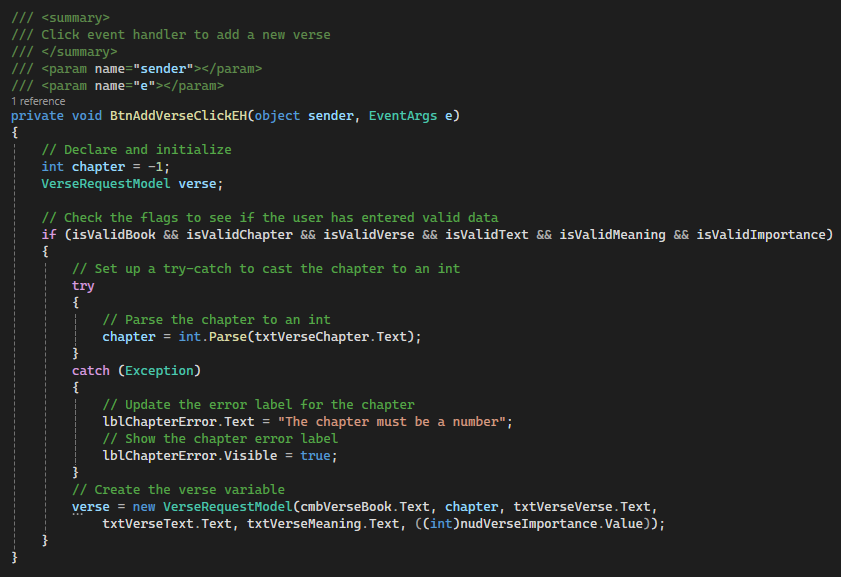 /// <summary>
/// Click event handler to add a new verse
/// </summary>
/// <param name="sender"></param>
/// <param name="e"></param>
1 reference
private void BtnAddVerseClickEH(object sender, EventArgs e)
{
    // Declare and initialize
    int chapter = -1;
    VerseRequestModel verse;

    // Check the flags to see if the user has entered valid data
    if (isValidBook && isValidChapter && isValidVerse && isValidText && isValidMeaning && isValidImportance)
    {
        // Set up a try-catch to cast the chapter to an int
        try
        {
            // Parse the chapter to an int
            chapter = int.Parse(txtVerseChapter.Text);
        }
        catch (Exception)
        {
            // Update the error label for the chapter
            lblChapterError.Text = "The chapter must be a number";
            // Show the chapter error label
            lblChapterError.Visible = true;
        }
        // Create the verse variable
        verse = new VerseRequestModel(cmbVerseBook.Text, chapter, txtVerseVerse.Text,
            txtVerseText.Text, txtVerseMeaning.Text, ((int)nudVerseImportance.Value));
    }
}